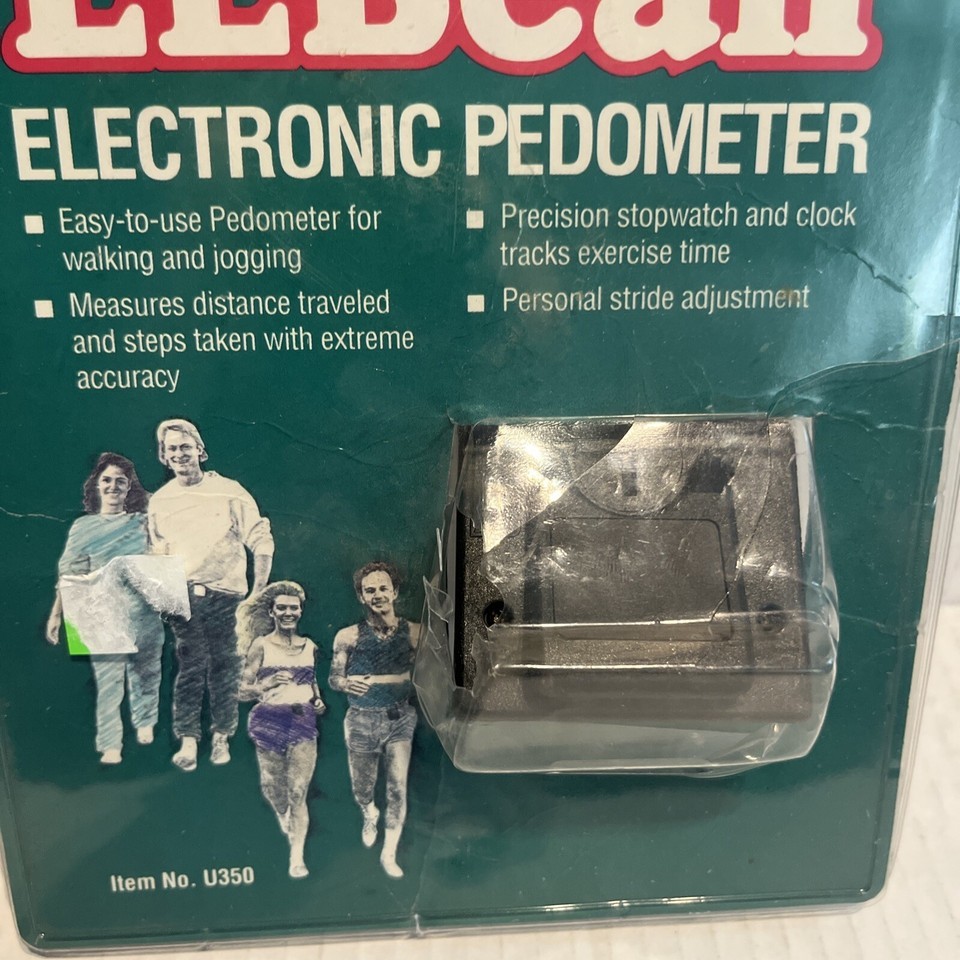 LLBean
ELECTRONIC PEDOMETER
■ Easy-to-use Pedometer for
walking and jogging
■ Measures distance traveled
and steps taken with extreme
accuracy
■ Precision stopwatch and clock
tracks exercise time
■ Personal stride adjustment
Item No. U350